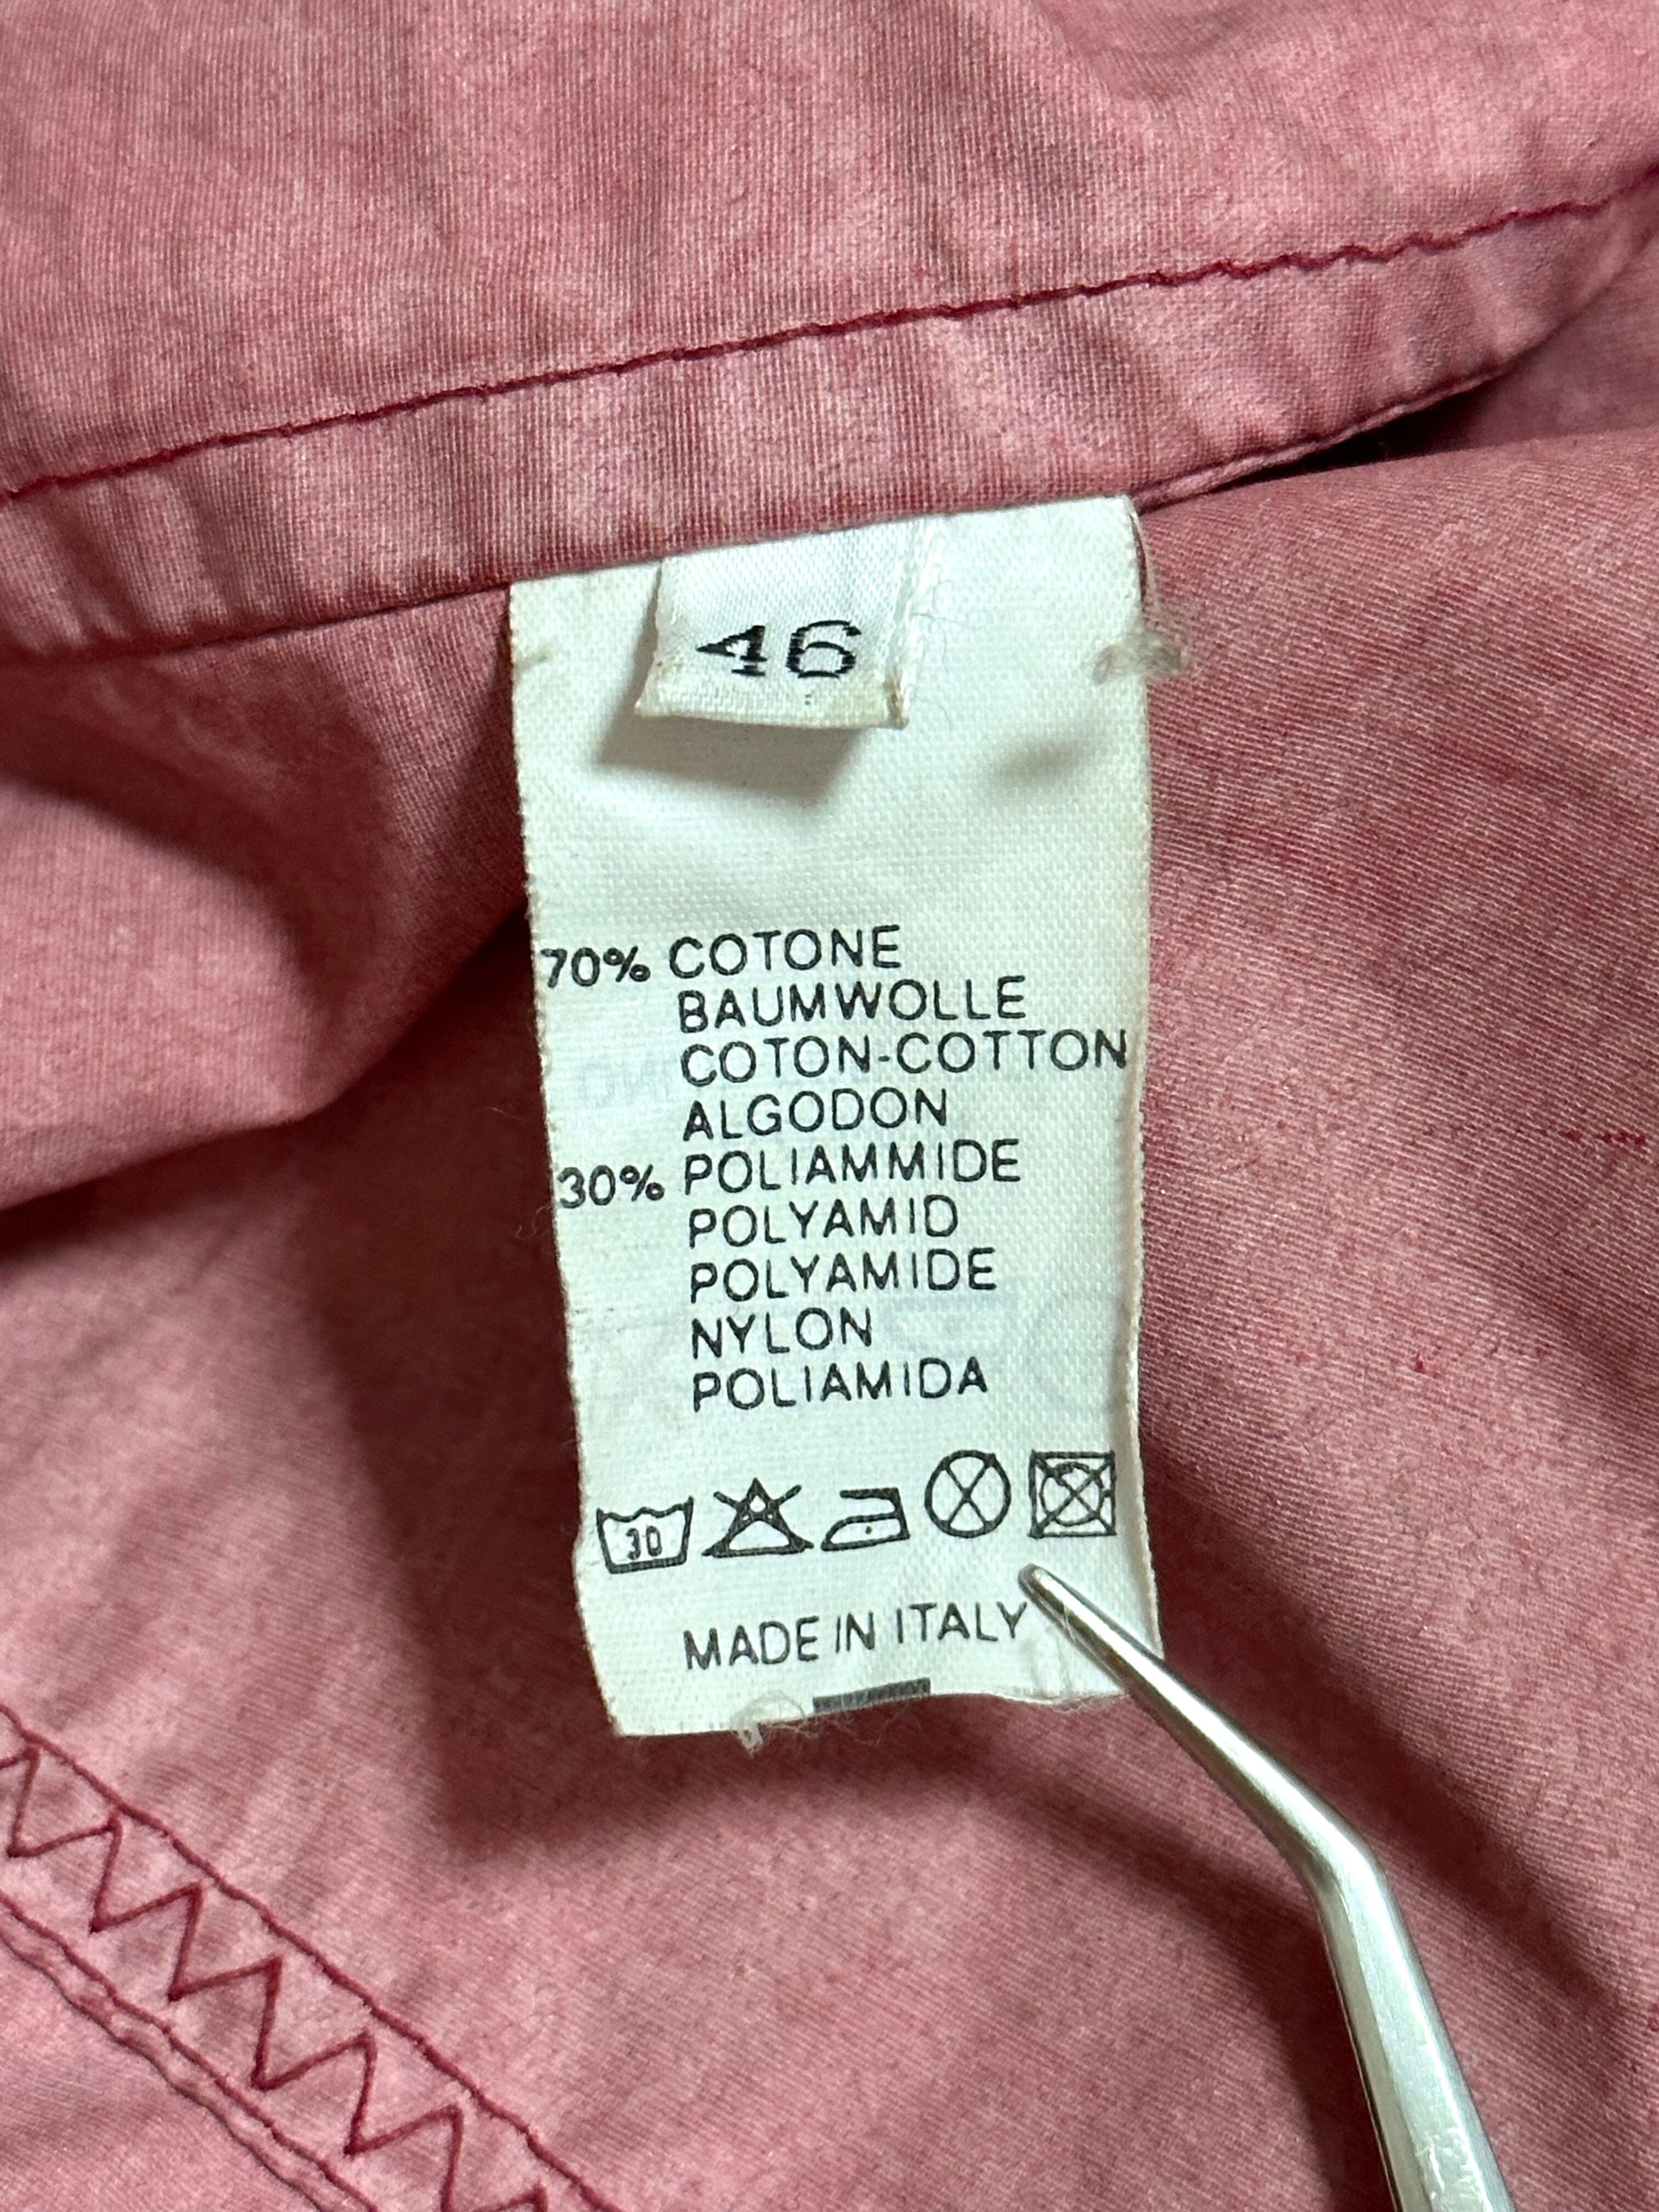 46
70% COTONE
BAUMWOLLE
COTON-COTTON
ALGODON
30% POLIAMMIDE
POLYAMID
POLYAMIDE
NYLON
POLIAMIDA
30
MADE IN ITALY